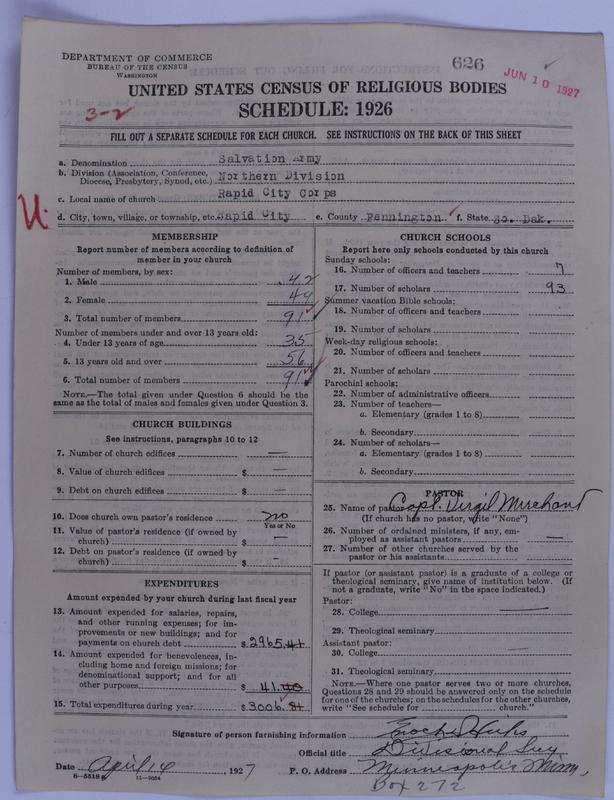 DEPARTMENT OF COMMERCE
BUREAU OF THE CENSUS
WASHINGTON
626
JUN 10 1927
UNITED STATES CENSUS OF RELIGIOUS BODIES
SCHEDULE: 1926
3-2
FILL OUT A SEPARATE SCHEDULE FOR EACH CHURCH. SEE INSTRUCTIONS ON THE BACK OF THIS SHEET
a. Denomination Salvation Army
b. Division (Association, Conference, Diocese, Presbytery, Synod, etc.) Northern Division
c. Local name of church Rapid City Corps
d. City, town, village, or township, etc. Rapid City e. County Pennington f. State So. Dak.
MEMBERSHIP
Report number of members according to definition of
member in your church
Number of members, by sex:
1. Male 42
2. Female 49
3. Total number of members 91
Number of members under and over 13 years old:
4. Under 13 years of age 35
5. 13 years old and over 56
6. Total number of members 91
NOTE.—The total given under Question 6 should be
same as the total of males and females given under Question 3.
CHURCH BUILDINGS
See instructions, paragraphs 10 to 12
7. Number of church edifices —
8. Value of church edifices $ —
9. Debt on church edifices $ —
10. Does church own pastor's residence no
Yes or No
11. Value of pastor's residence (if owned by
church) $ —
12. Debt on pastor's residence (if owned by
church) $ -
EXPENDITURES
Amount expended by your church during last fiscal year
13. Amount expended for salaries, repairs,
and other running expenses; for im-
provements or new buildings; and for
payments on church debt $ 2965.41
14. Amount expended for benevolences, in-
cluding home and foreign missions; for
denominational support; and for all
other purposes $ 41.40
15. Total expenditures during year $ 3006.81
CHURCH SCHOOLS
Report here only schools conducted by this church
Sunday schools:
16. Number of officers and teachers 7
17. Number of scholars 93
Summer vacation Bible schools:
18. Number of officers and teachers
19. Number of scholars
Week-day religious schools:
20. Number of officers and teachers
21. Number of scholars
Parochial schools:
22. Number of administrative officers
23. Number of teachers—
a. Elementary (grades 1 to 8)
b. Secondary
24. Number of scholars—
a. Elementary (grades 1 to 8)
b. Secondary
PASTOR
25. Name of pastor Capt. Virgil Merchant
(If church has no pastor, write "None")
26. Number of ordained ministers, if any, em-
ployed as assistant pastors —
27. Number of other churches served by the
pastor or his assistants
If pastor (or assistant pastor) is a graduate of a college or
theological seminary, give name of institution below. (If
not a graduate, write "No" in the space indicated.)
Pastor:
28. College —
29. Theological seminary
Assistant pastor:
30. College —
31. Theological seminary
NOTE.—Where one pastor serves two or more churches,
Questions 28 and 29 should be answered only on the schedule
for one of the churches; on the schedules for the other churches,
write "See schedule for church."
Signature of person furnishing information Enoch
Official title Divisional Secy
Date April 14 1927 P. O. Address Minneapolis Minn,
8-5518 11-9054
Box 272